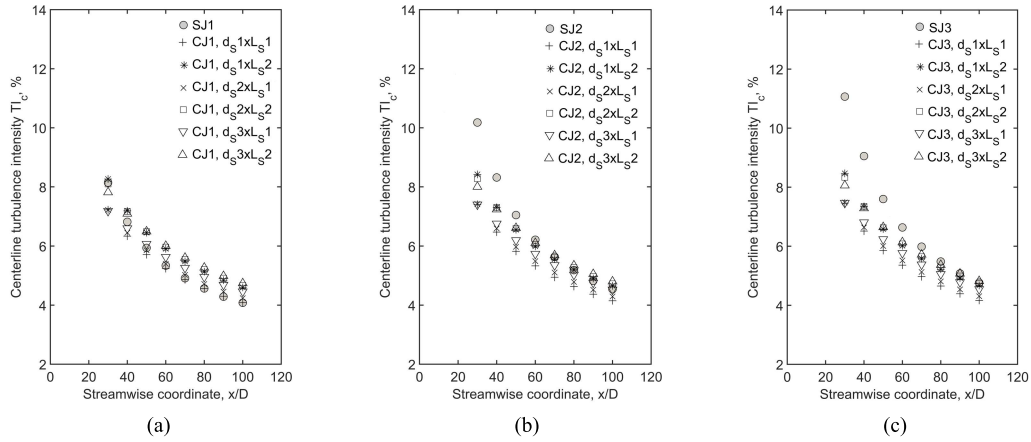 Centerline turbulence intensity TI_c, %
14
12
10
8
6
4
2
SJ1
CJ1, d_S1xL_S1
CJ1, d_S1xL_S2
CJ1, d_S2xL_S1
CJ1, d_S2xL_S2
CJ1, d_S3xL_S1
CJ1, d_S3xL_S2
0 20 40 60 80 100 120
Streamwise coordinate, x/D
(a)
Centerline turbulence intensity TI_c, %
14
12
10
8
6
4
2
SJ2
CJ2, d_S1xL_S1
CJ2, d_S1xL_S2
CJ2, d_S2xL_S1
CJ2, d_S2xL_S2
CJ2, d_S3xL_S1
CJ2, d_S3xL_S2
0 20 40 60 80 100 120
Streamwise coordinate, x/D
(b)
Centerline turbulence intensity TI_c, %
14
12
10
8
6
4
2
SJ3
CJ3, d_S1xL_S1
CJ3, d_S1xL_S2
CJ3, d_S2xL_S1
CJ3, d_S2xL_S2
CJ3, d_S3xL_S1
CJ3, d_S3xL_S2
0 20 40 60 80 100 120
Streamwise coordinate, x/D
(c)